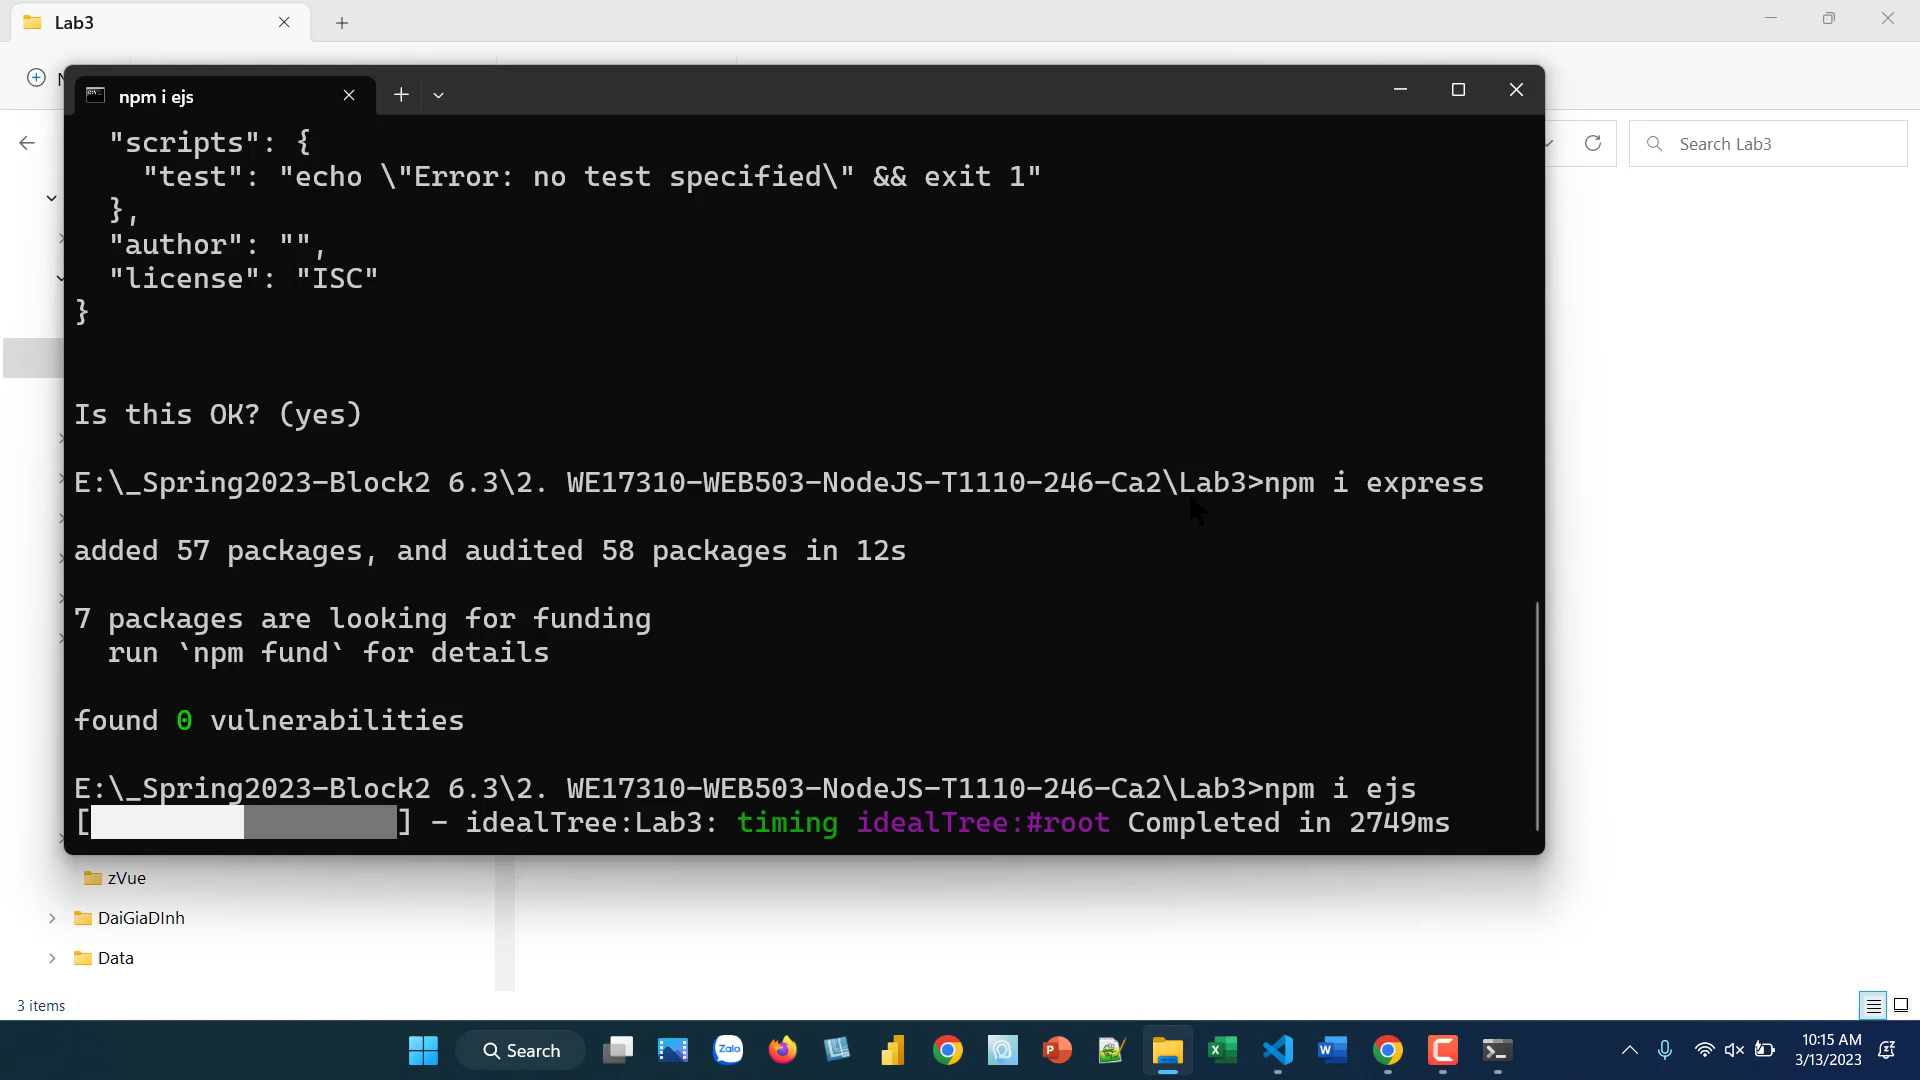 Lab3
npm i ejs
Search Lab3
"scripts": {
"test": "echo \"Error: no test specified\" && exit 1"
},
"author": "",
"license": "ISC"
}
Is this OK? (yes)
E:\_Spring2023-Block2 6.3\2. WE17310-WEB503-NodeJS-T1110-246-Ca2\Lab3>npm i express
added 57 packages, and audited 58 packages in 12s
7 packages are looking for funding
run `npm fund` for details
found 0 vulnerabilities
E:\_Spring2023-Block2 6.3\2. WE17310-WEB503-NodeJS-T1110-246-Ca2\Lab3>npm i ejs
[ ] - idealTree:Lab3: timing idealTree:#root Completed in 2749ms
zVue
DaiGiaDInh
Data
3 items
Search
Zalo
10:15 AM
3/13/2023